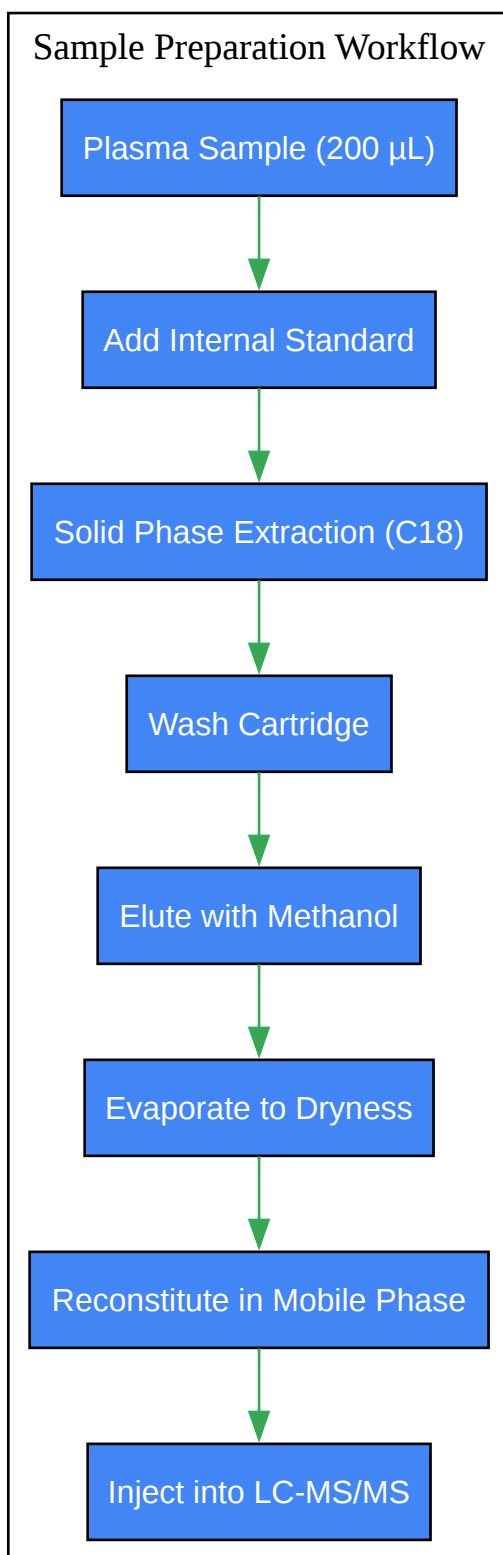 Sample Preparation Workflow
Plasma Sample (200 µL)
Add Internal Standard
Solid Phase Extraction (C18)
Wash Cartridge
Elute with Methanol
Evaporate to Dryness
Reconstitute in Mobile Phase
Inject into LC-MS/MS